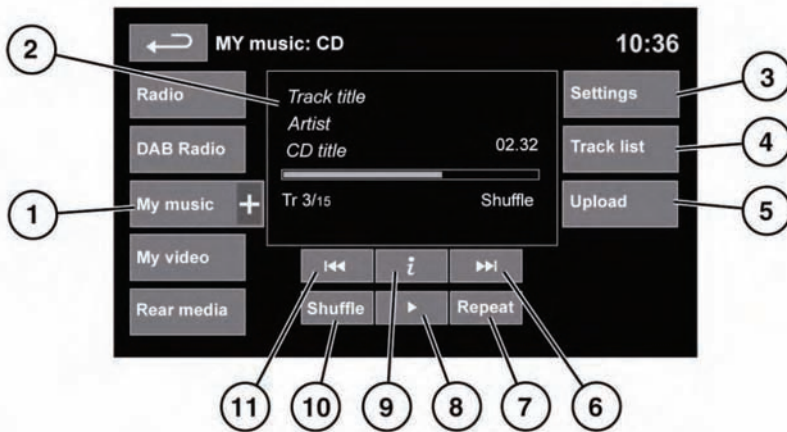 MY music: CD
10:36
2
Radio
DAB Radio
My music +
My video
Rear media
Track title
Artist
CD title
02.32
Tr 3/15
Shuffle
Settings
Track list
Upload
3
4
5
1
i
Shuffle
Repeat
11
10
9
8
7
6